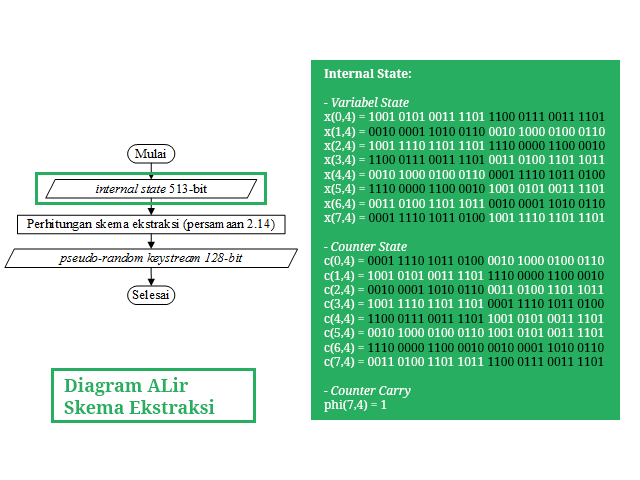 Mulai
internal state 513-bit
Perhitungan skema ekstraksi (persamaan 2.14)
pseudo-random keystream 128-bit
Selesai
Diagram ALir
Skema Ekstraksi
Internal State:
- Variabel State
x(0,4) = 1001 0101 0011 1101 1100 0111 0011 1101
x(1,4) = 0010 0001 1010 0110 0010 1000 0100 0110
x(2,4) = 1001 1110 1101 1101 1110 0000 1100 0010
x(3,4) = 1100 0111 0011 1101 0011 0100 1101 1011
x(4,4) = 0010 1000 0100 0110 0001 1110 1011 0100
x(5,4) = 1110 0000 1100 0010 1001 0101 0011 1101
x(6,4) = 0011 0100 1101 1011 0010 0001 1010 0110
x(7,4) = 0001 1110 1011 0100 1001 1110 1101 1101
- Counter State
c(0,4) = 0001 1110 1011 0100 0010 1000 0100 0110
c(1,4) = 1001 0101 0011 1101 1110 0000 1100 0010
c(2,4) = 0010 0001 1010 0110 0011 0100 1101 1011
c(3,4) = 1001 1110 1101 1101 0001 1110 1011 0100
c(4,4) = 1100 0111 0011 1101 1001 0101 0011 1101
c(5,4) = 0010 1000 0100 0110 1001 0101 0011 1101
c(6,4) = 1110 0000 1100 0010 0010 0001 1010 0110
c(7,4) = 0011 0100 1101 1011 1100 0111 0011 1101
- Counter Carry
phi(7,4) = 1